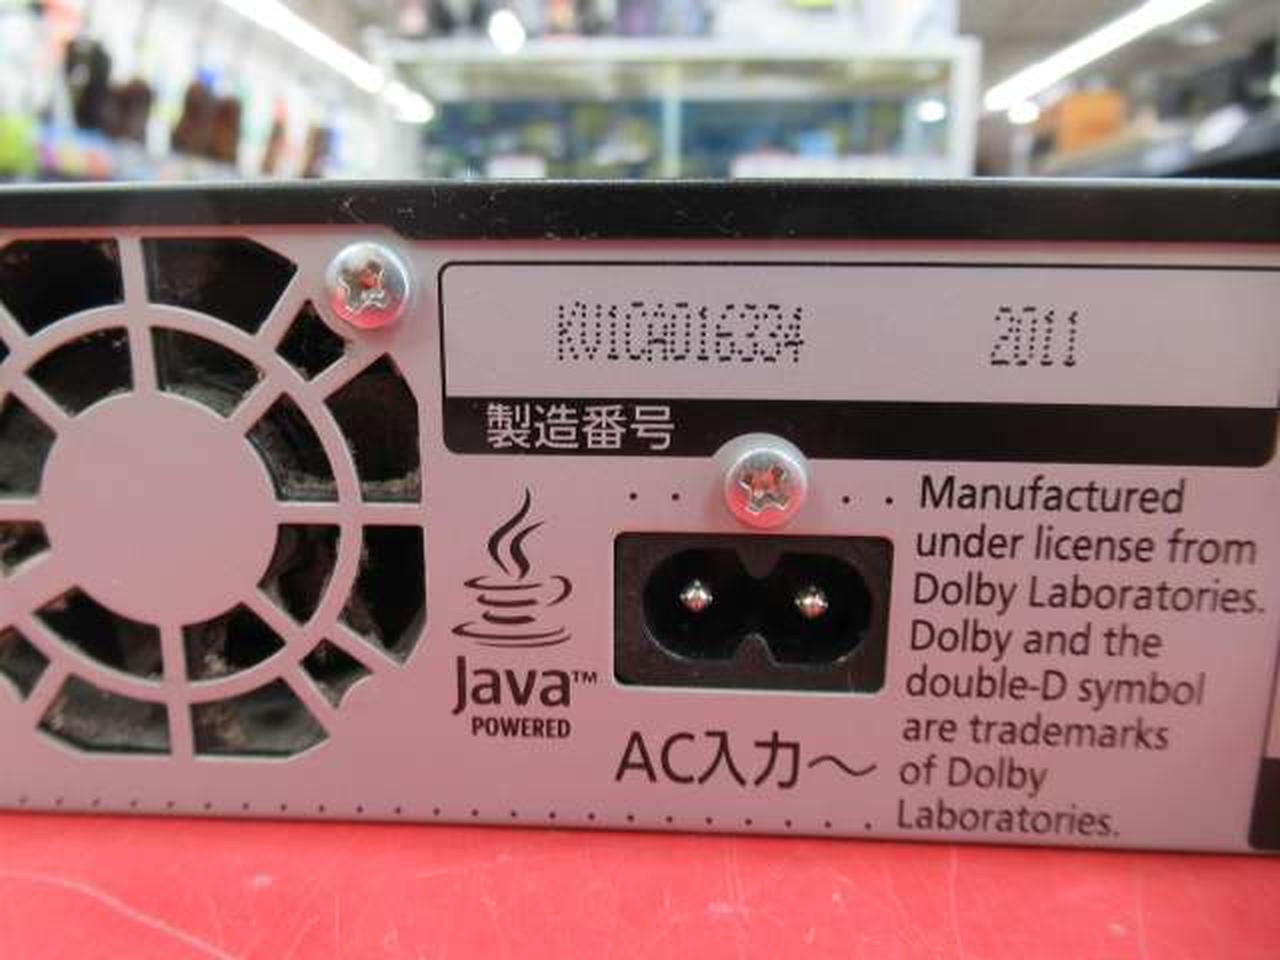 KV1CA016334 2011
製造番号
Java™
POWERED
AC入力～
Manufactured
under license from
Dolby Laboratories.
Dolby and the
double-D symbol
are trademarks
of Dolby
Laboratories.